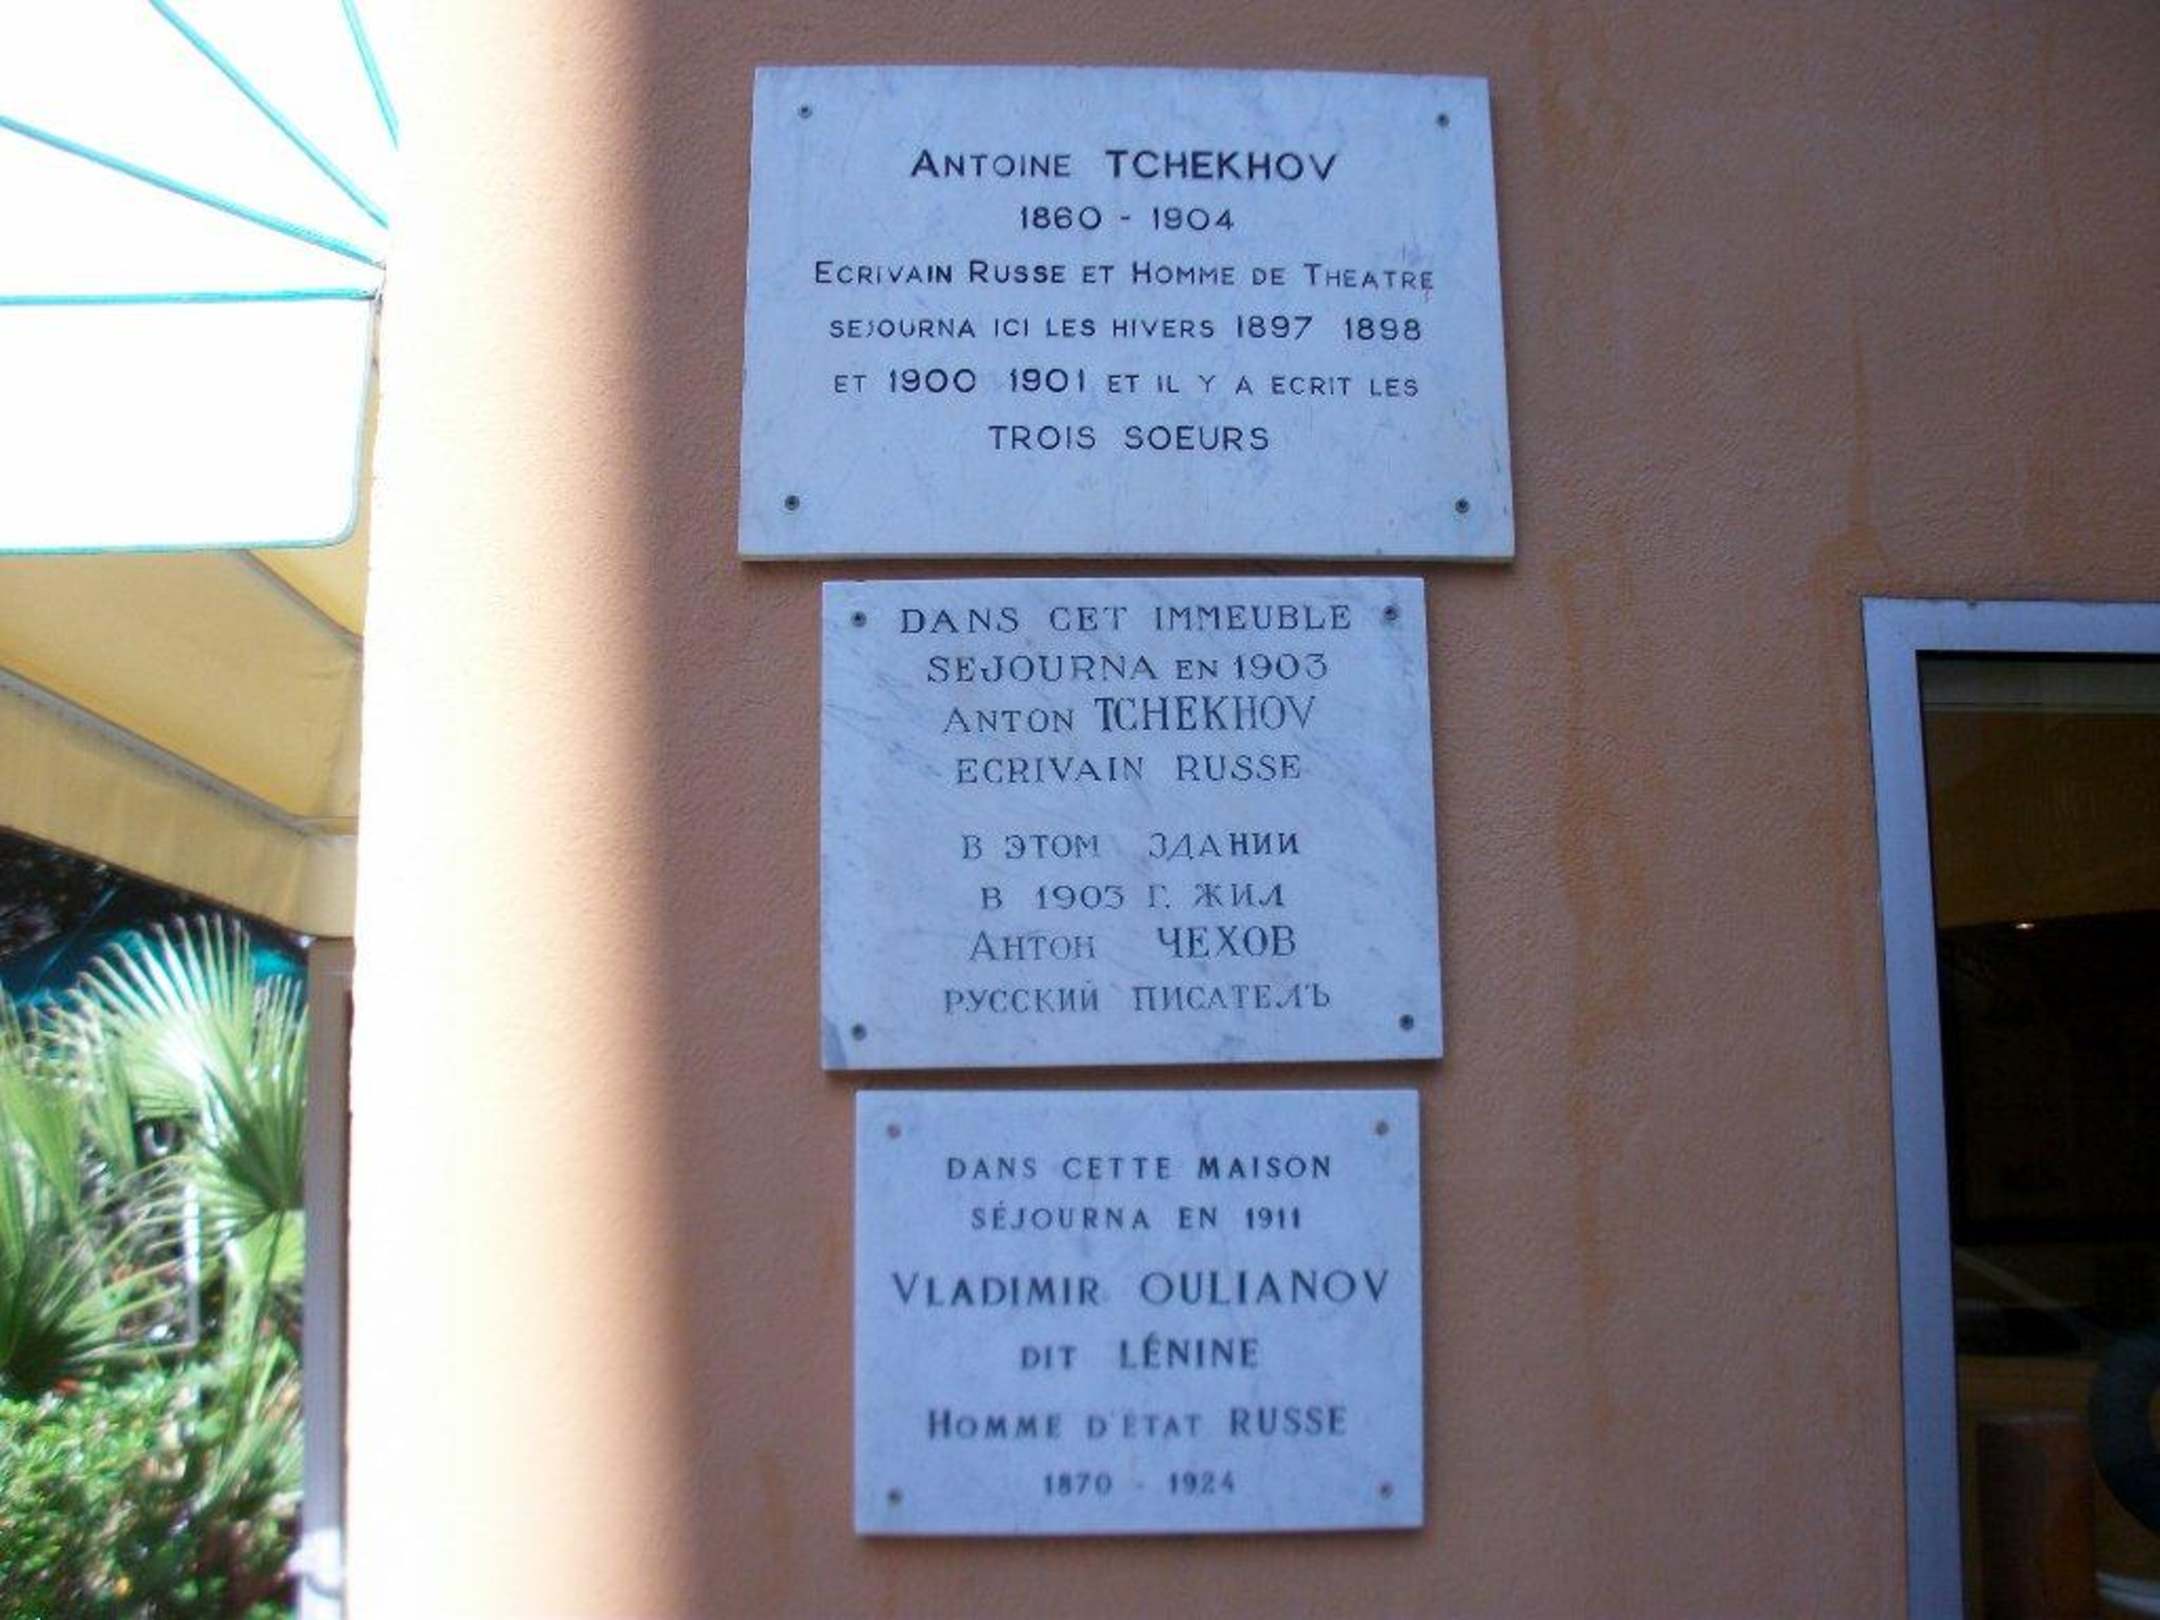 ANTOINE TCHEKHOV
1860 - 1904
ECRIVAIN RUSSE ET HOMME DE THEATRE
SEJOURNA ICI LES HIVERS 1897 1898
ET 1900 1901 ET IL Y A ECRIT LES
TROIS SOEURS
DANS CET IMMEUBLE
SEJOURNA EN 1903
ANTON TCHEKHOV
ECRIVAIN RUSSE
В ЭТОМ ЗДАНИИ
В 1903 Г. ЖИЛ
АНТОН ЧЕХОВ
РУССКИЙ ПИСАТЕЛЬ
DANS CETTE MAISON
SÉJOURNA EN 1911
VLADIMIR OULIANOV
DIT LÉNINE
HOMME D'ÉTAT RUSSE
1870 - 1924